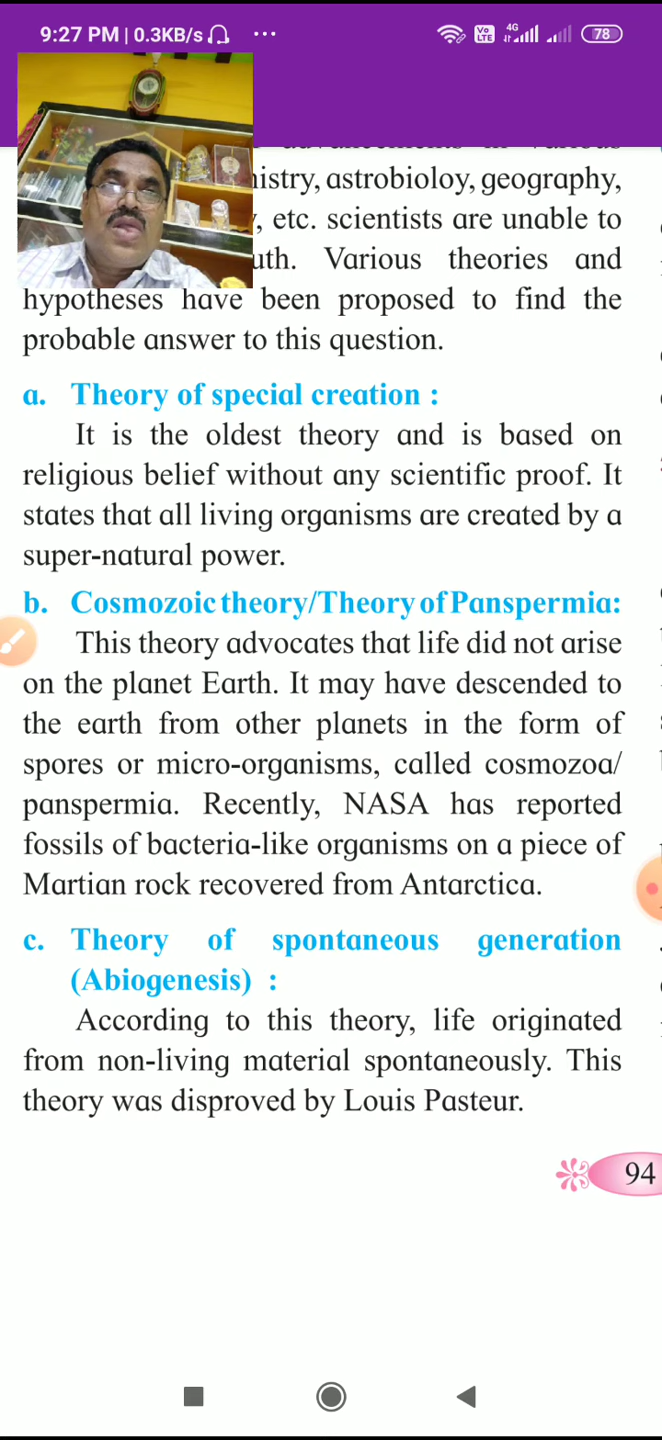 9:27 PM | 0.3KB/s ...
Vo LTE 4G 78
istry, astrobioloy, geography,
, etc. scientists are unable to
uth. Various theories and
hypotheses have been proposed to find the
probable answer to this question.
a. Theory of special creation :
It is the oldest theory and is based on
religious belief without any scientific proof. It
states that all living organisms are created by a
super-natural power.
b. Cosmozoic theory/Theory of Panspermia:
This theory advocates that life did not arise
on the planet Earth. It may have descended to
the earth from other planets in the form of
spores or micro-organisms, called cosmozoa/
panspermia. Recently, NASA has reported
fossils of bacteria-like organisms on a piece of
Martian rock recovered from Antarctica.
c. Theory of spontaneous generation
(Abiogenesis) :
According to this theory, life originated
from non-living material spontaneously. This
theory was disproved by Louis Pasteur.
94